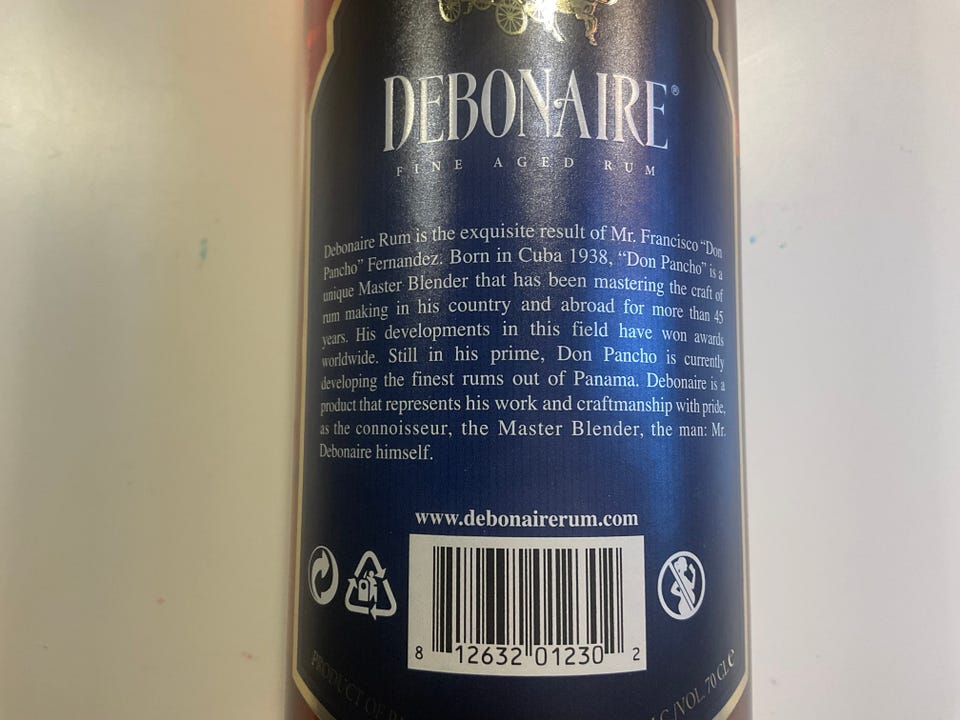 DEBONAIRE®
FINE AGED RUM
Debonaire Rum is the exquisite result of Mr. Francisco “Don
Pancho” Fernandez. Born in Cuba 1938, “Don Pancho” is a
unique Master Blender that has been mastering the craft of
rum making in his country and abroad for more than 45
years. His developments in this field have won awards
worldwide. Still in his prime, Don Pancho is currently
developing the finest rums out of Panama. Debonaire is a
product that represents his work and craftmanship with pride,
as the connoisseur, the Master Blender, the man: Mr.
Debonaire himself.
www.debonairerum.com
8 12632 01230 2
PRODUCT OF
/VOL. 70 CL e